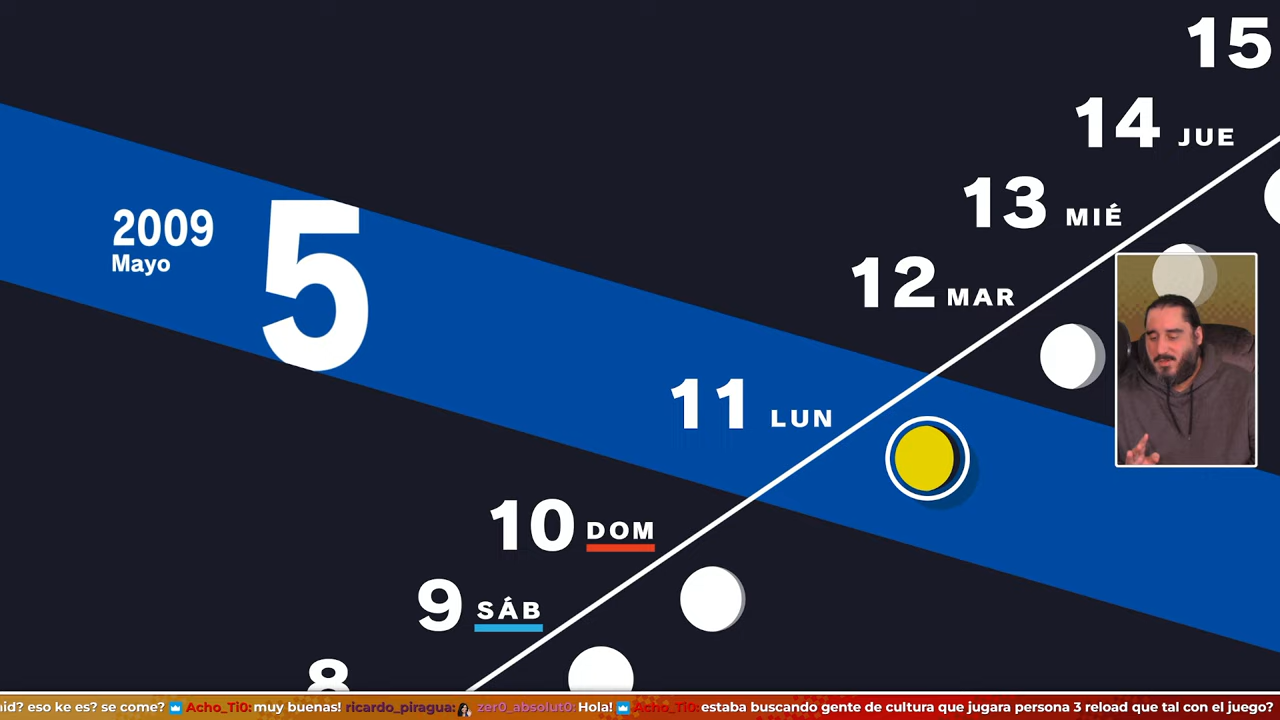 15
14 JUE
13 MIÉ
12 MAR
2009
Mayo
5
11 LUN
10 DOM
9 SÁB
8
eso ke es? se come? Acho_Ti0: muy buenas! ricardo_piragua: zer0_absolut0: Hola! Acho_Ti0: estaba buscando gente de cultura que jugara persona 3 reload que tal con el juego?